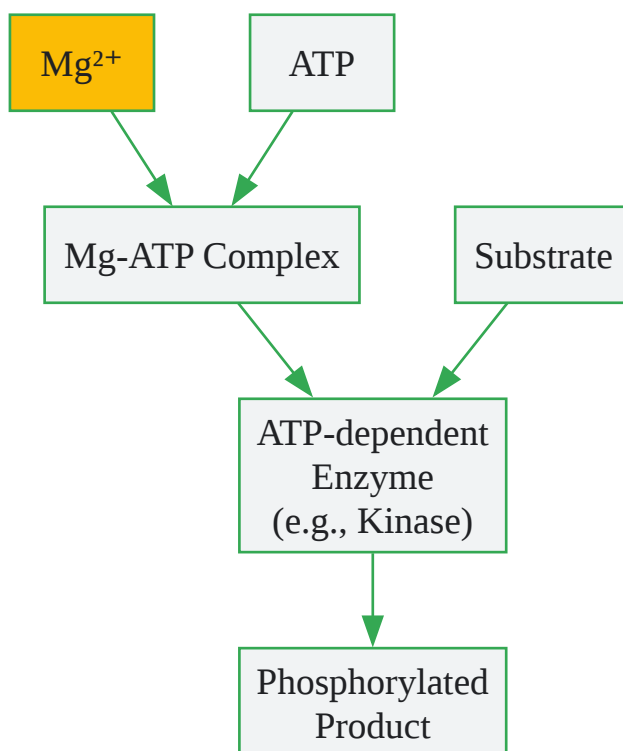 Mg²⁺
ATP
Mg-ATP Complex
Substrate
ATP-dependent
Enzyme
(e.g., Kinase)
Phosphorylated
Product